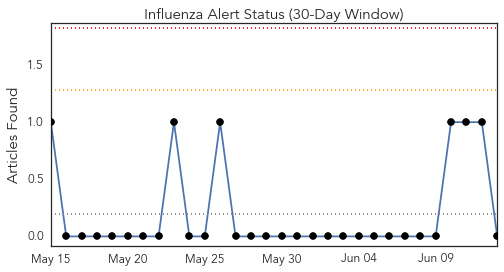 Influenza Alert Status (30-Day Window)
Articles Found
1.5
1.0
0.5
0.0
May 15
May 20
May 25
May 30
Jun 04
Jun 09